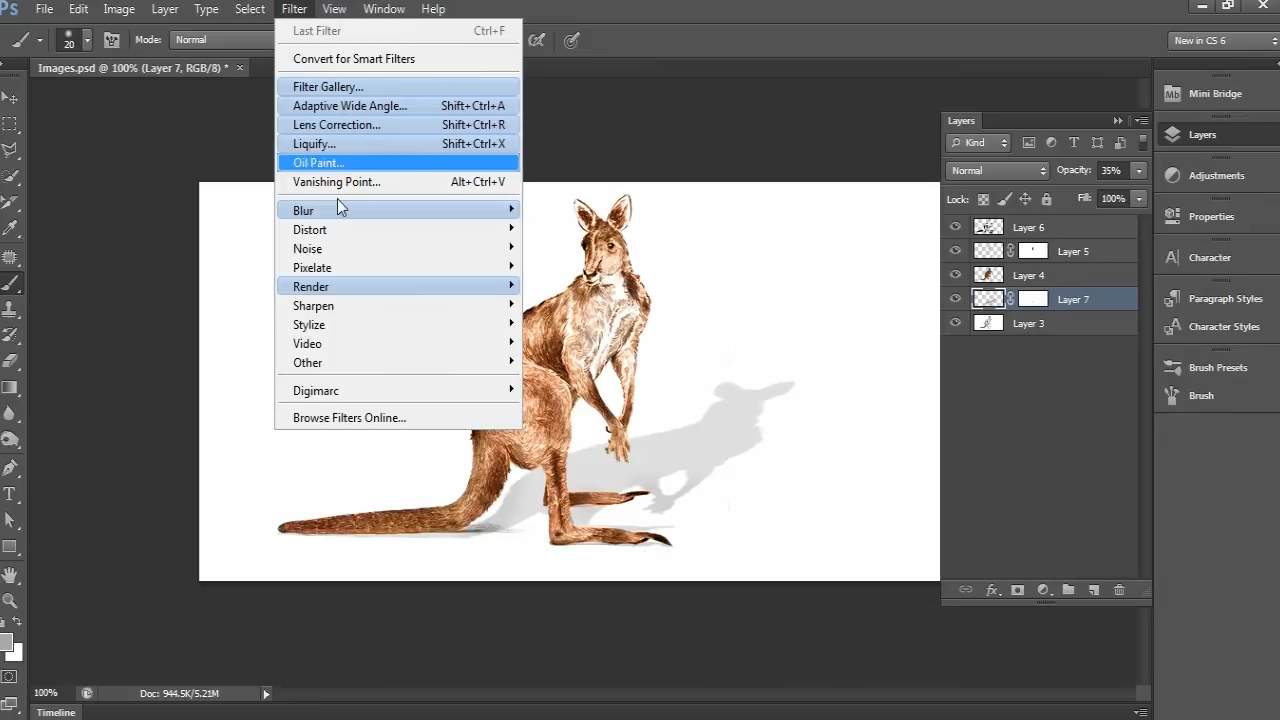 Ps File Edit Image Layer Type Select Filter View Window Help
20 Mode: Normal New in CS 6
Images.psd @ 100% (Layer 7, RGB/8) * ×
Last Filter Ctrl+F
Convert for Smart Filters
Filter Gallery...
Adaptive Wide Angle... Shift+Ctrl+A
Lens Correction... Shift+Ctrl+R
Liquify... Shift+Ctrl+X
Oil Paint...
Vanishing Point... Alt+Ctrl+V
Blur
Distort
Noise
Pixelate
Render
Sharpen
Stylize
Video
Other
Digimarc
Browse Filters Online...
Layers
Kind
Normal Opacity: 35%
Lock: Fill: 100%
Layer 6
Layer 5
Layer 4
Layer 7
Layer 3
fx
Mb Mini Bridge
Layers
Adjustments
Properties
A Character
Paragraph Styles
Character Styles
Brush Presets
Brush
100% Doc: 944.5K/5.21M
Timeline